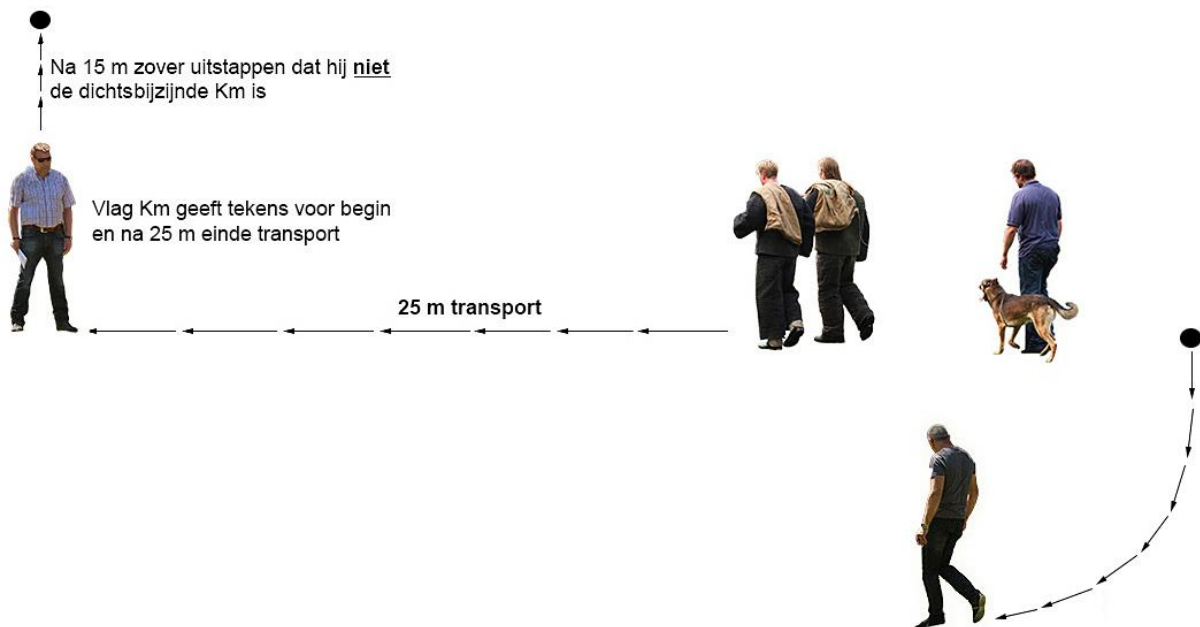 Na 15 m zover uitstappen dat hij niet
de dichtsbijzijnde Km is
Vlag Km geeft tekens voor begin
en na 25 m einde transport
25 m transport